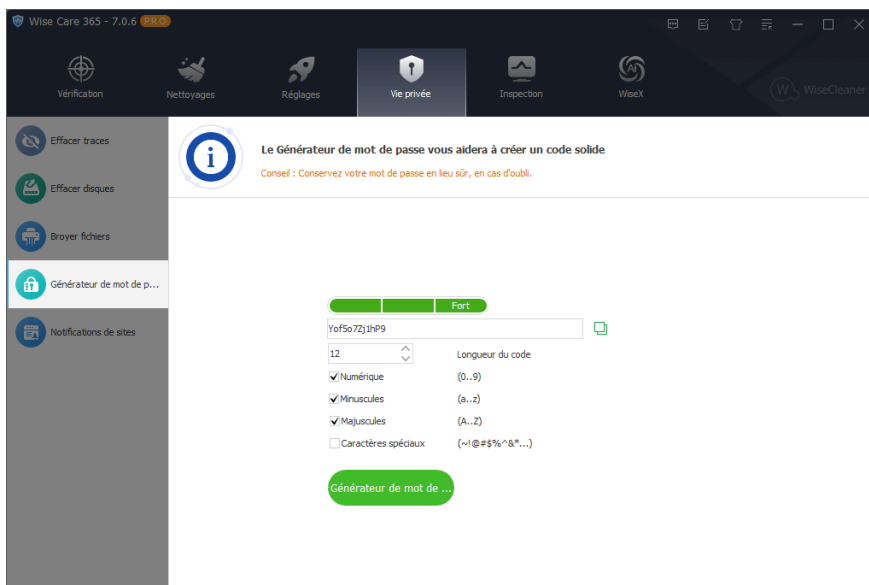 Wise Care 365 - 7.0.6 PRO
Vérification
Nettoyages
Réglages
Vie privée
Inspection
AI
WiseX
W WiseCleaner
Effacer traces
Effacer disques
Broyer fichiers
Générateur de mot de p...
Notifications de sites
i
Le Générateur de mot de passe vous aidera à créer un code solide
Conseil : Conservez votre mot de passe en lieu sûr, en cas d'oubli.
Fort
Yof5o7Zj1hP9
12 Longueur du code
Numérique (0..9)
Minuscules (a..z)
Majuscules (A..Z)
Caractères spéciaux (~!@#$%^&*...)
Générateur de mot de ...